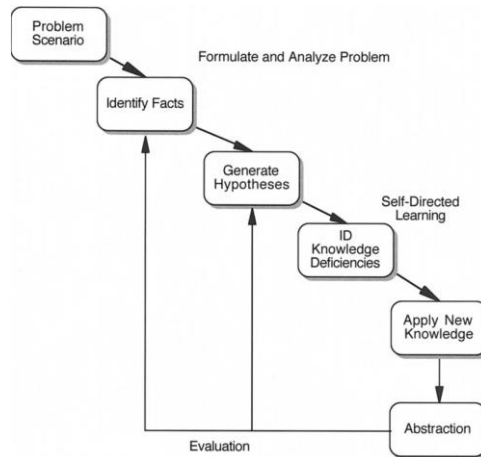 Problem
Scenario
Formulate and Analyze Problem
Identify Facts
Generate
Hypotheses
Self-Directed
Learning
ID
Knowledge
Deficiencies
Apply New
Knowledge
Abstraction
Evaluation